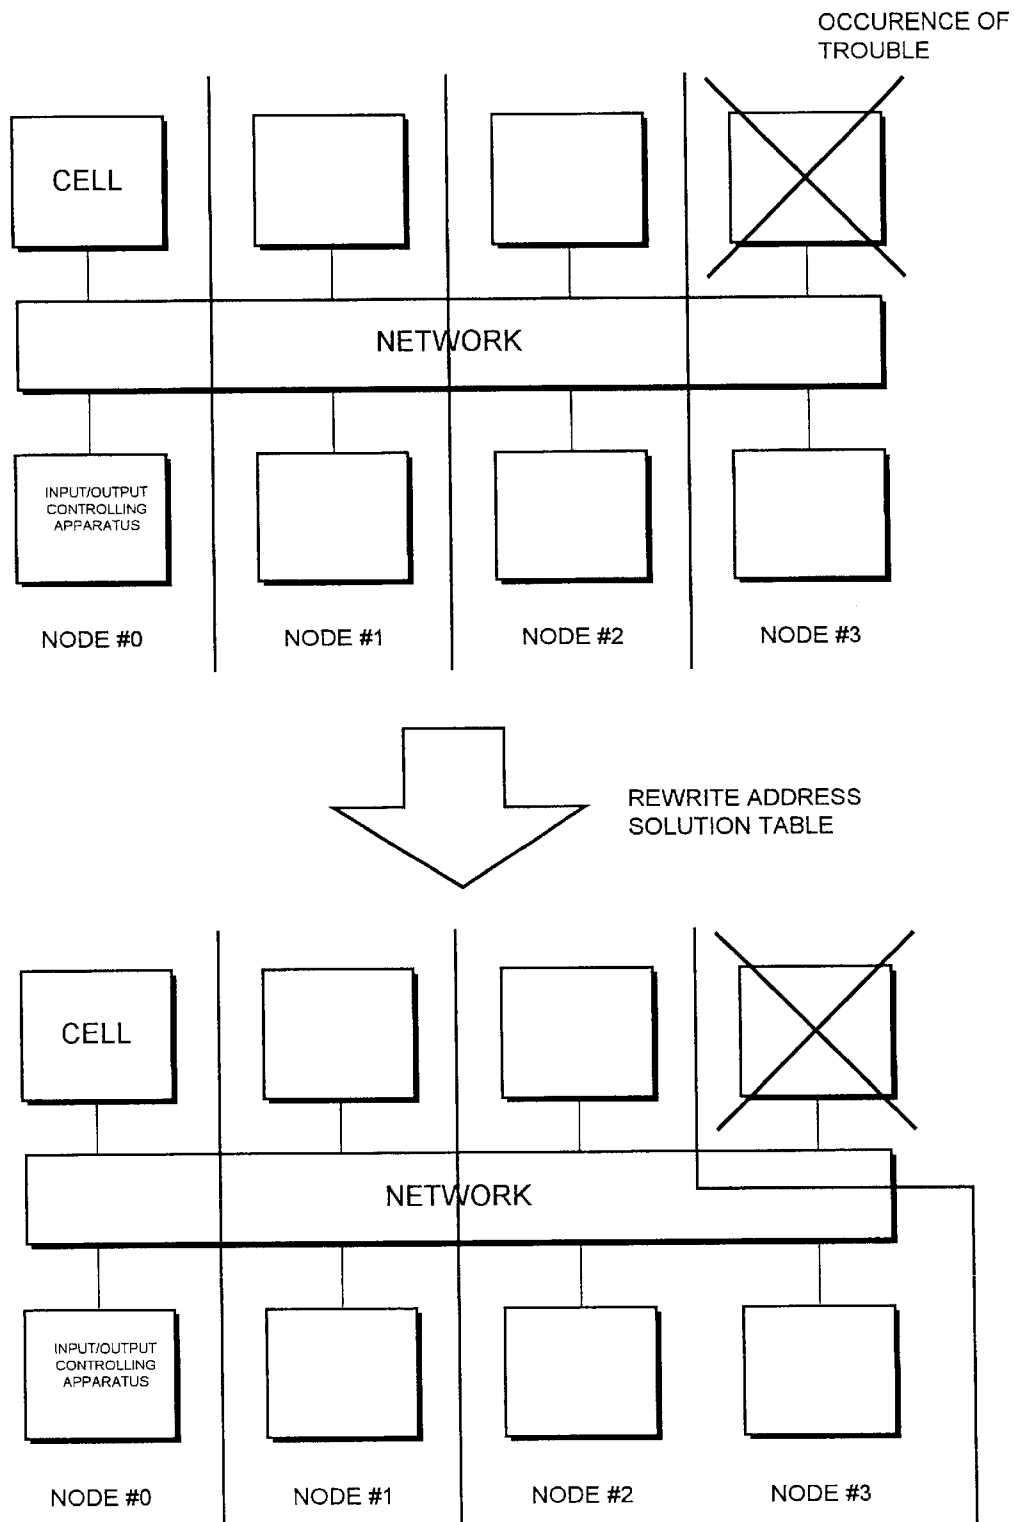 OCCURENCE OF
TROUBLE
CELL
NETWORK
INPUT/OUTPUT
CONTROLLING
APPARATUS
NODE #0
NODE #1
NODE #2
NODE #3
REWRITE ADDRESS
SOLUTION TABLE
CELL
NETWORK
INPUT/OUTPUT
CONTROLLING
APPARATUS
NODE #0
NODE #1
NODE #2
NODE #3